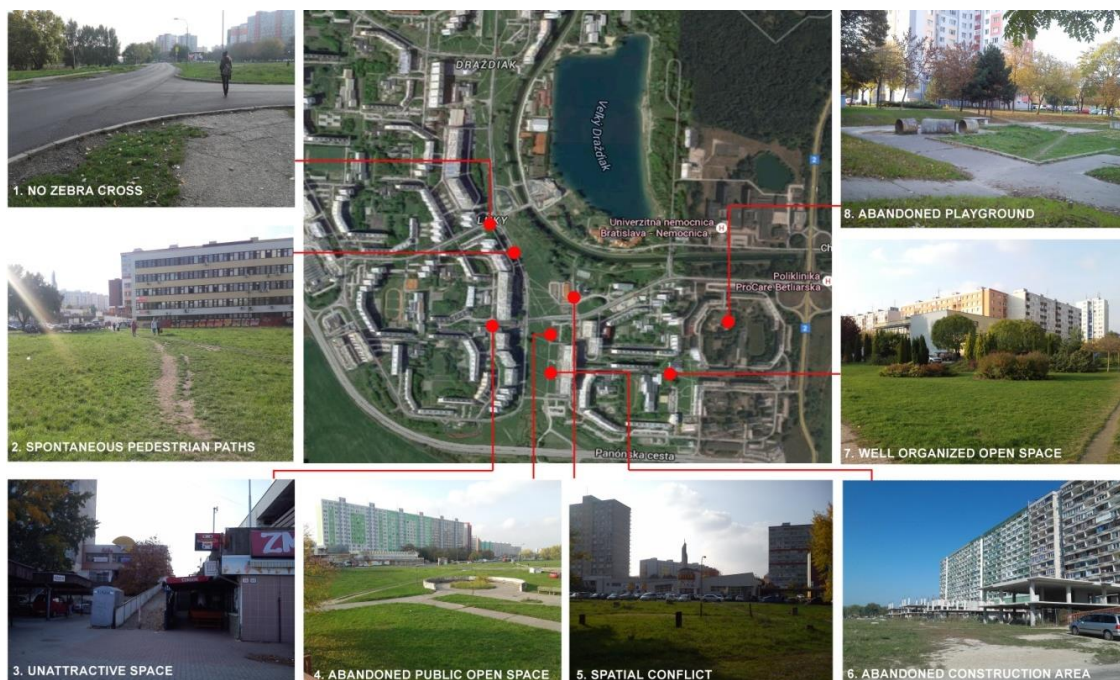 1. NO ZEBRA CROSS
2. SPONTANEOUS PEDESTRIAN PATHS
DRAŽDIAK
Veľký Draždiak
LÚKY
Univerzitná nemocnica
Bratislava - Nemocnica
H
2
Ch
Poliklinika
ProCare Betliarska
H
2
Panónska cesta
8. ABANDONED PLAYGROUND
7. WELL ORGANIZED OPEN SPACE
3. UNATTRACTIVE SPACE
4. ABANDONED PUBLIC OPEN SPACE
5. SPATIAL CONFLICT
6. ABANDONED CONSTRUCTION AREA